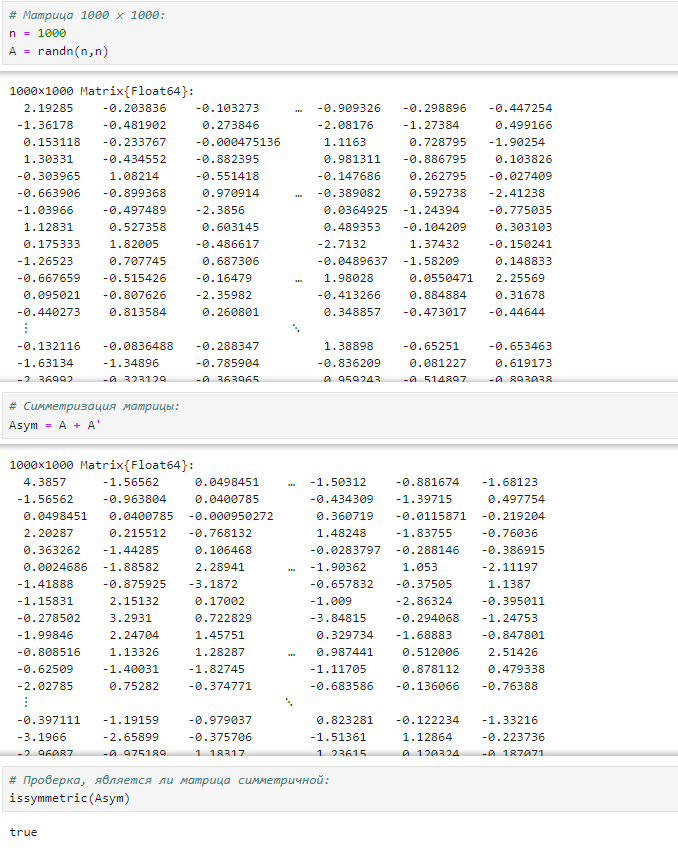 # Матрица 1000 x 1000:
n = 1000
A = randn(n,n)
1000×1000 Matrix{Float64}:
2.19285 -0.203836 -0.103273 … -0.909326 -0.298896 -0.447254
-1.36178 -0.481902 0.273846 -2.08176 -1.27384 0.499166
0.153118 -0.233767 -0.000475136 1.1163 0.728795 -1.90254
1.30331 -0.434552 -0.882395 0.981311 -0.886795 0.103826
-0.303965 1.08214 -0.551418 -0.147686 0.262795 -0.027409
-0.663906 -0.899368 0.970914 … -0.389082 0.592738 -2.41238
-1.03966 -0.497489 -2.3856 0.0364925 -1.24394 -0.775035
1.12831 0.527358 0.603145 0.489353 -0.104209 0.303103
0.175333 1.82005 -0.486617 -2.7132 1.37432 -0.150241
-1.26523 0.707745 0.687306 -0.0489637 -1.58209 0.148833
-0.667659 -0.515426 -0.16479 … 1.98028 0.0550471 2.25569
0.095021 -0.807626 -2.35982 -0.413266 0.884884 0.31678
-0.440273 0.813584 0.260801 0.348857 -0.473017 -0.44644
⋮ ⋱
-0.132116 -0.0836488 -0.288347 1.38898 -0.65251 -0.653463
-1.63134 -1.34896 -0.785904 -0.836209 0.081227 0.619173
-2.36992 -0.323129 -0.363965 0.959243 -0.514897 -0.893038
# Симметризация матрицы:
Asym = A + A'
1000×1000 Matrix{Float64}:
4.3857 -1.56562 0.0498451 … -1.50312 -0.881674 -1.68123
-1.56562 -0.963804 0.0400785 -0.434309 -1.39715 0.497754
0.0498451 0.0400785 -0.000950272 0.360719 -0.0115871 -0.219204
2.20287 0.215512 -0.768132 1.48248 -1.83755 -0.76036
0.363262 -1.44285 0.106468 -0.0283797 -0.288146 -0.386915
0.0024686 -1.88582 2.28941 … -1.90362 1.053 -2.11197
-1.41888 -0.875925 -3.1872 -0.657832 -0.37505 1.1387
-1.15831 2.15132 0.17002 -1.009 -2.86324 -0.395011
-0.278502 3.2931 0.722829 -3.84815 -0.294068 -1.24753
-1.99846 2.24704 1.45751 0.329734 -1.68883 -0.847801
-0.808516 1.13326 1.28287 … 0.987441 0.512006 2.51426
-0.62509 -1.40031 -1.82745 -1.11705 0.878112 0.479338
-2.02785 0.75282 -0.374771 -0.683586 -0.136066 -0.76388
⋮ ⋱
-0.397111 -1.19159 -0.979037 0.823281 -0.122234 -1.33216
-3.1966 -2.65899 -0.375706 -1.51361 1.12864 -0.223736
-2.96087 -0.975189 1.18317 1.23615 0.120324 -0.187071
# Проверка, является ли матрица симметричной:
issymmetric(Asym)
true